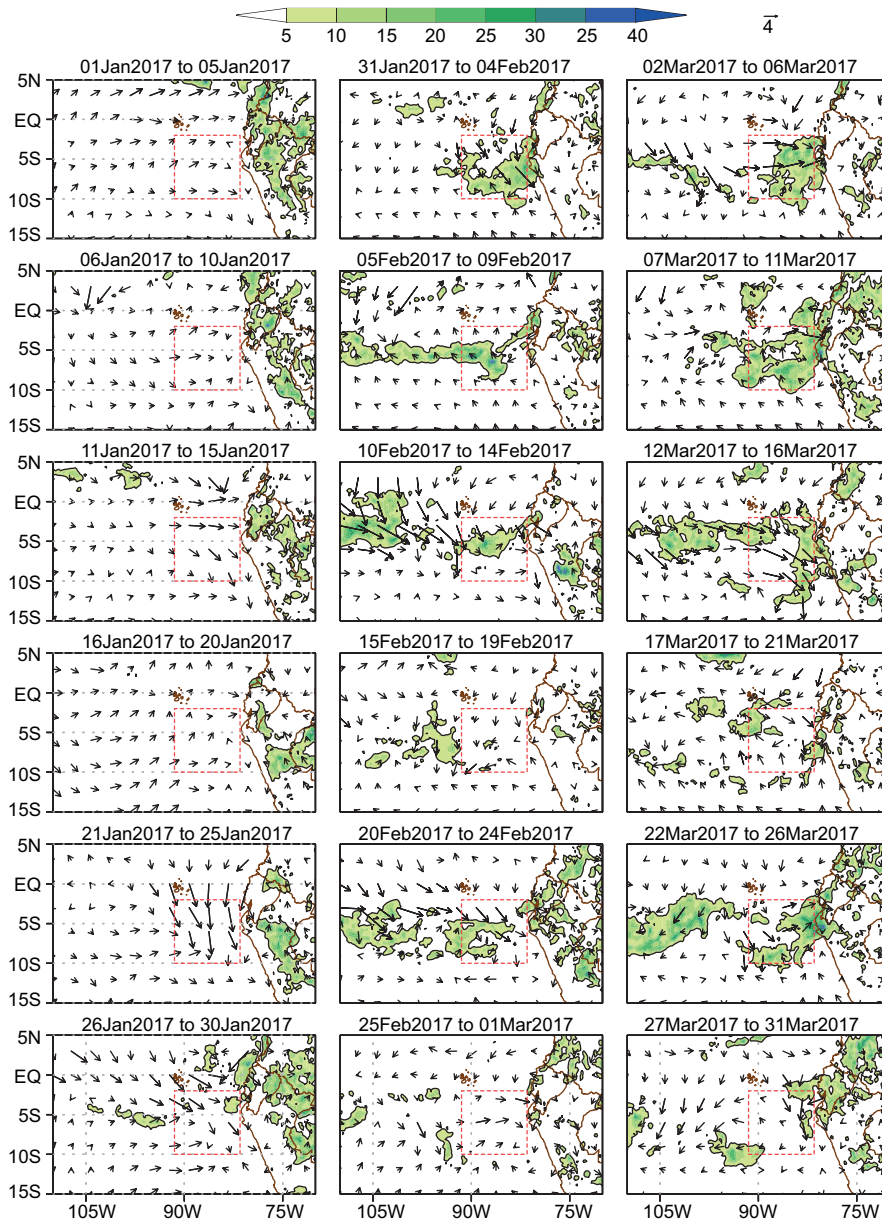 5 10 15 20 25 30 25 40
4
01Jan2017 to 05Jan2017 31Jan2017 to 04Feb2017 02Mar2017 to 06Mar2017
5N
EQ
5S
10S
15S
06Jan2017 to 10Jan2017 05Feb2017 to 09Feb2017 07Mar2017 to 11Mar2017
5N
EQ
5S
10S
15S
11Jan2017 to 15Jan2017 10Feb2017 to 14Feb2017 12Mar2017 to 16Mar2017
5N
EQ
5S
10S
15S
16Jan2017 to 20Jan2017 15Feb2017 to 19Feb2017 17Mar2017 to 21Mar2017
5N
EQ
5S
10S
15S
21Jan2017 to 25Jan2017 20Feb2017 to 24Feb2017 22Mar2017 to 26Mar2017
5N
EQ
5S
10S
15S
26Jan2017 to 30Jan2017 25Feb2017 to 01Mar2017 27Mar2017 to 31Mar2017
5N
EQ
5S
10S
15S
105W 90W 75W 105W 90W 75W 105W 90W 75W